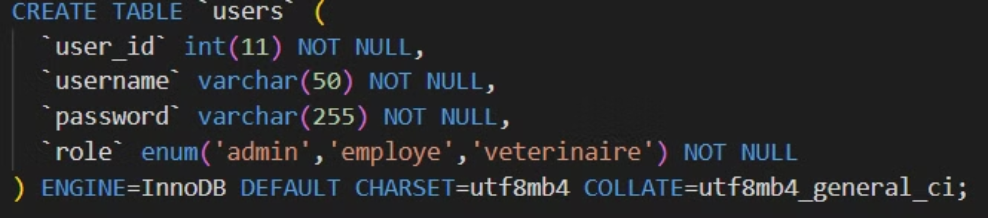 CREATE TABLE `users` (
`user_id` int(11) NOT NULL,
`username` varchar(50) NOT NULL,
`password` varchar(255) NOT NULL,
`role` enum('admin','employe','veterinaire') NOT NULL
) ENGINE=InnoDB DEFAULT CHARSET=utf8mb4 COLLATE=utf8mb4_general_ci;